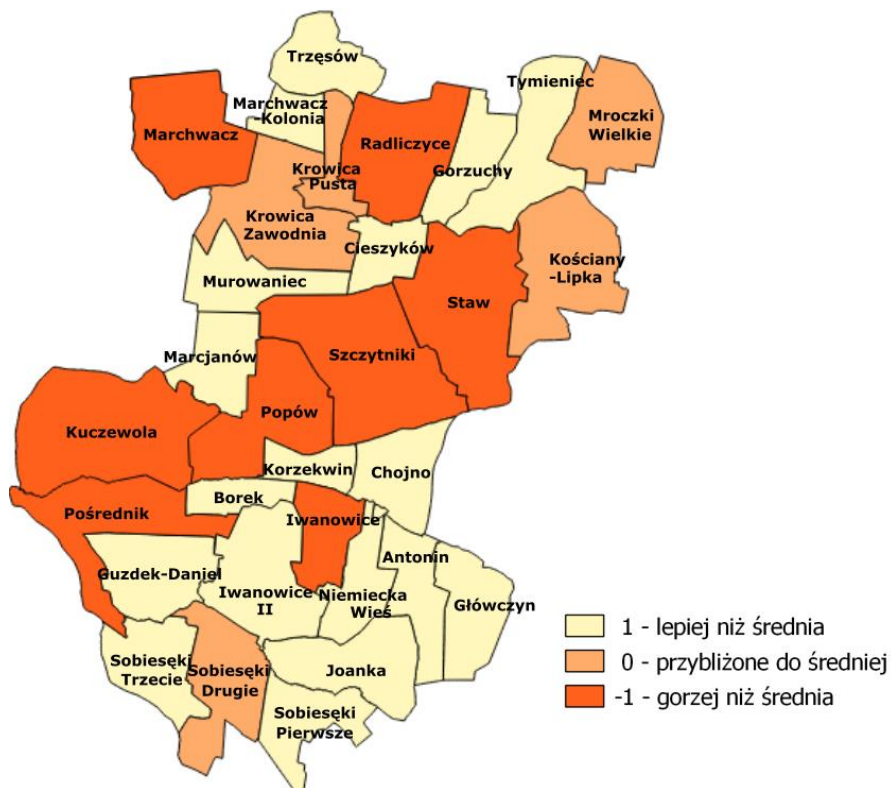 Trzęsów
Tymieniec
Marchwacz
-Kolonia
Mroczki
Wielkie
Marchwacz
Radliczyce
Gorzuchy
Krowica
Pusta
Krowica
Zawodnia
Cieszyków
Kościany
-Lipka
Murowaniec
Staw
Marcjanów
Szczytniki
Popów
Kuczewola
Korzekwin
Chojno
Borek
Pośrednik
Iwanowice
Antonin
Guzdek-Daniel
Iwanowice
II
Niemiecka
Wieś
Główczyn
Sobiesęki
Trzecie
Sobiesęki
Drugie
Joanka
Sobiesęki
Pierwsze
1 - lepiej niż średnia
0 - przybliżone do średniej
-1 - gorzej niż średnia